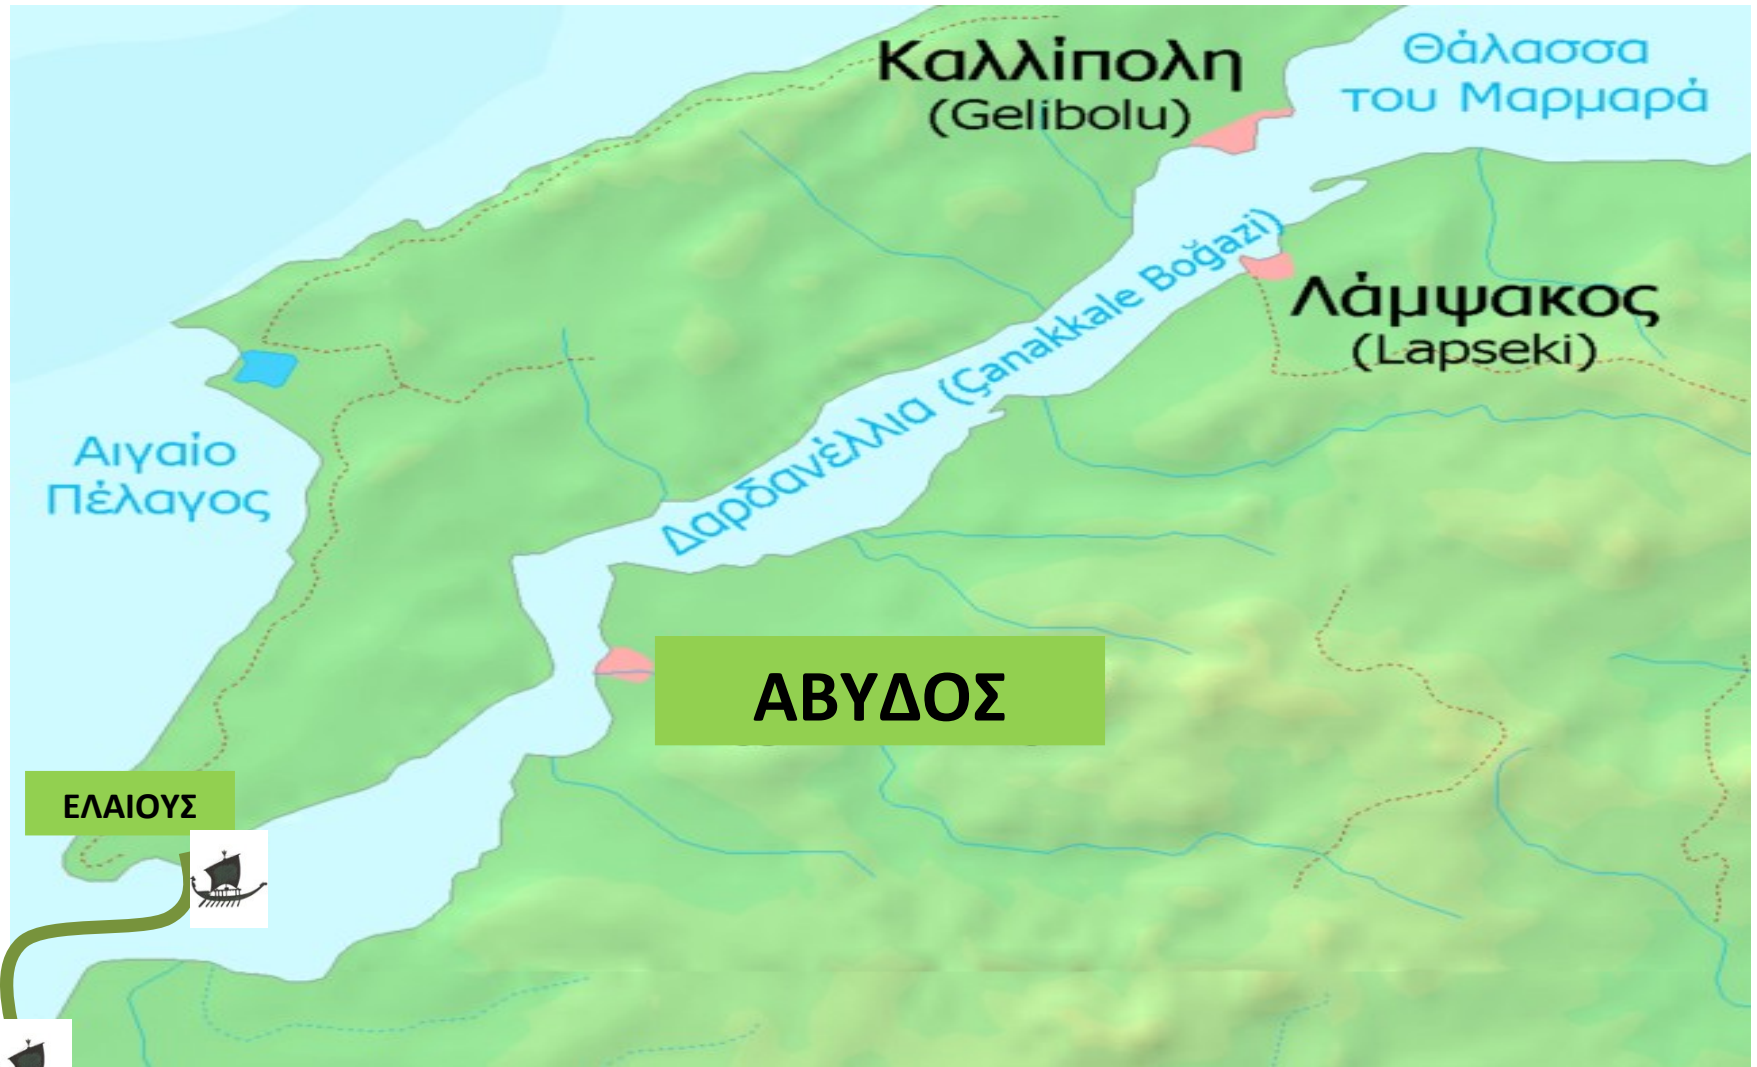 Καλλίπολη
(Gelibolu)
Θάλασσα
του Μαρμαρά
Λάμψακος
(Lapseki)
Δαρδανέλλια (Çanakkale Boğazi)
Αιγαίο
Πέλαγος
ΑΒΥΔΟΣ
ΕΛΑΙΟΥΣ